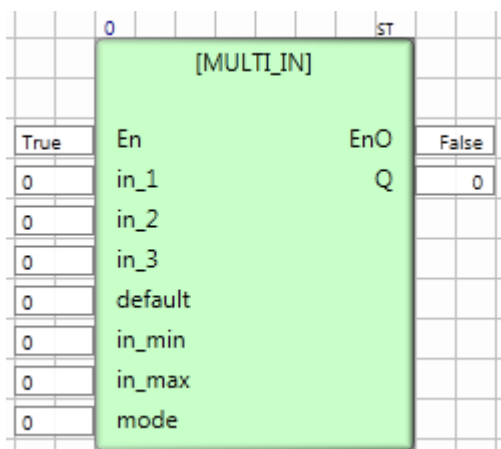 0 ST
[MULTI_IN]
True En EnO False
0 in_1 Q 0
0 in_2
0 in_3
0 default
0 in_min
0 in_max
0 mode